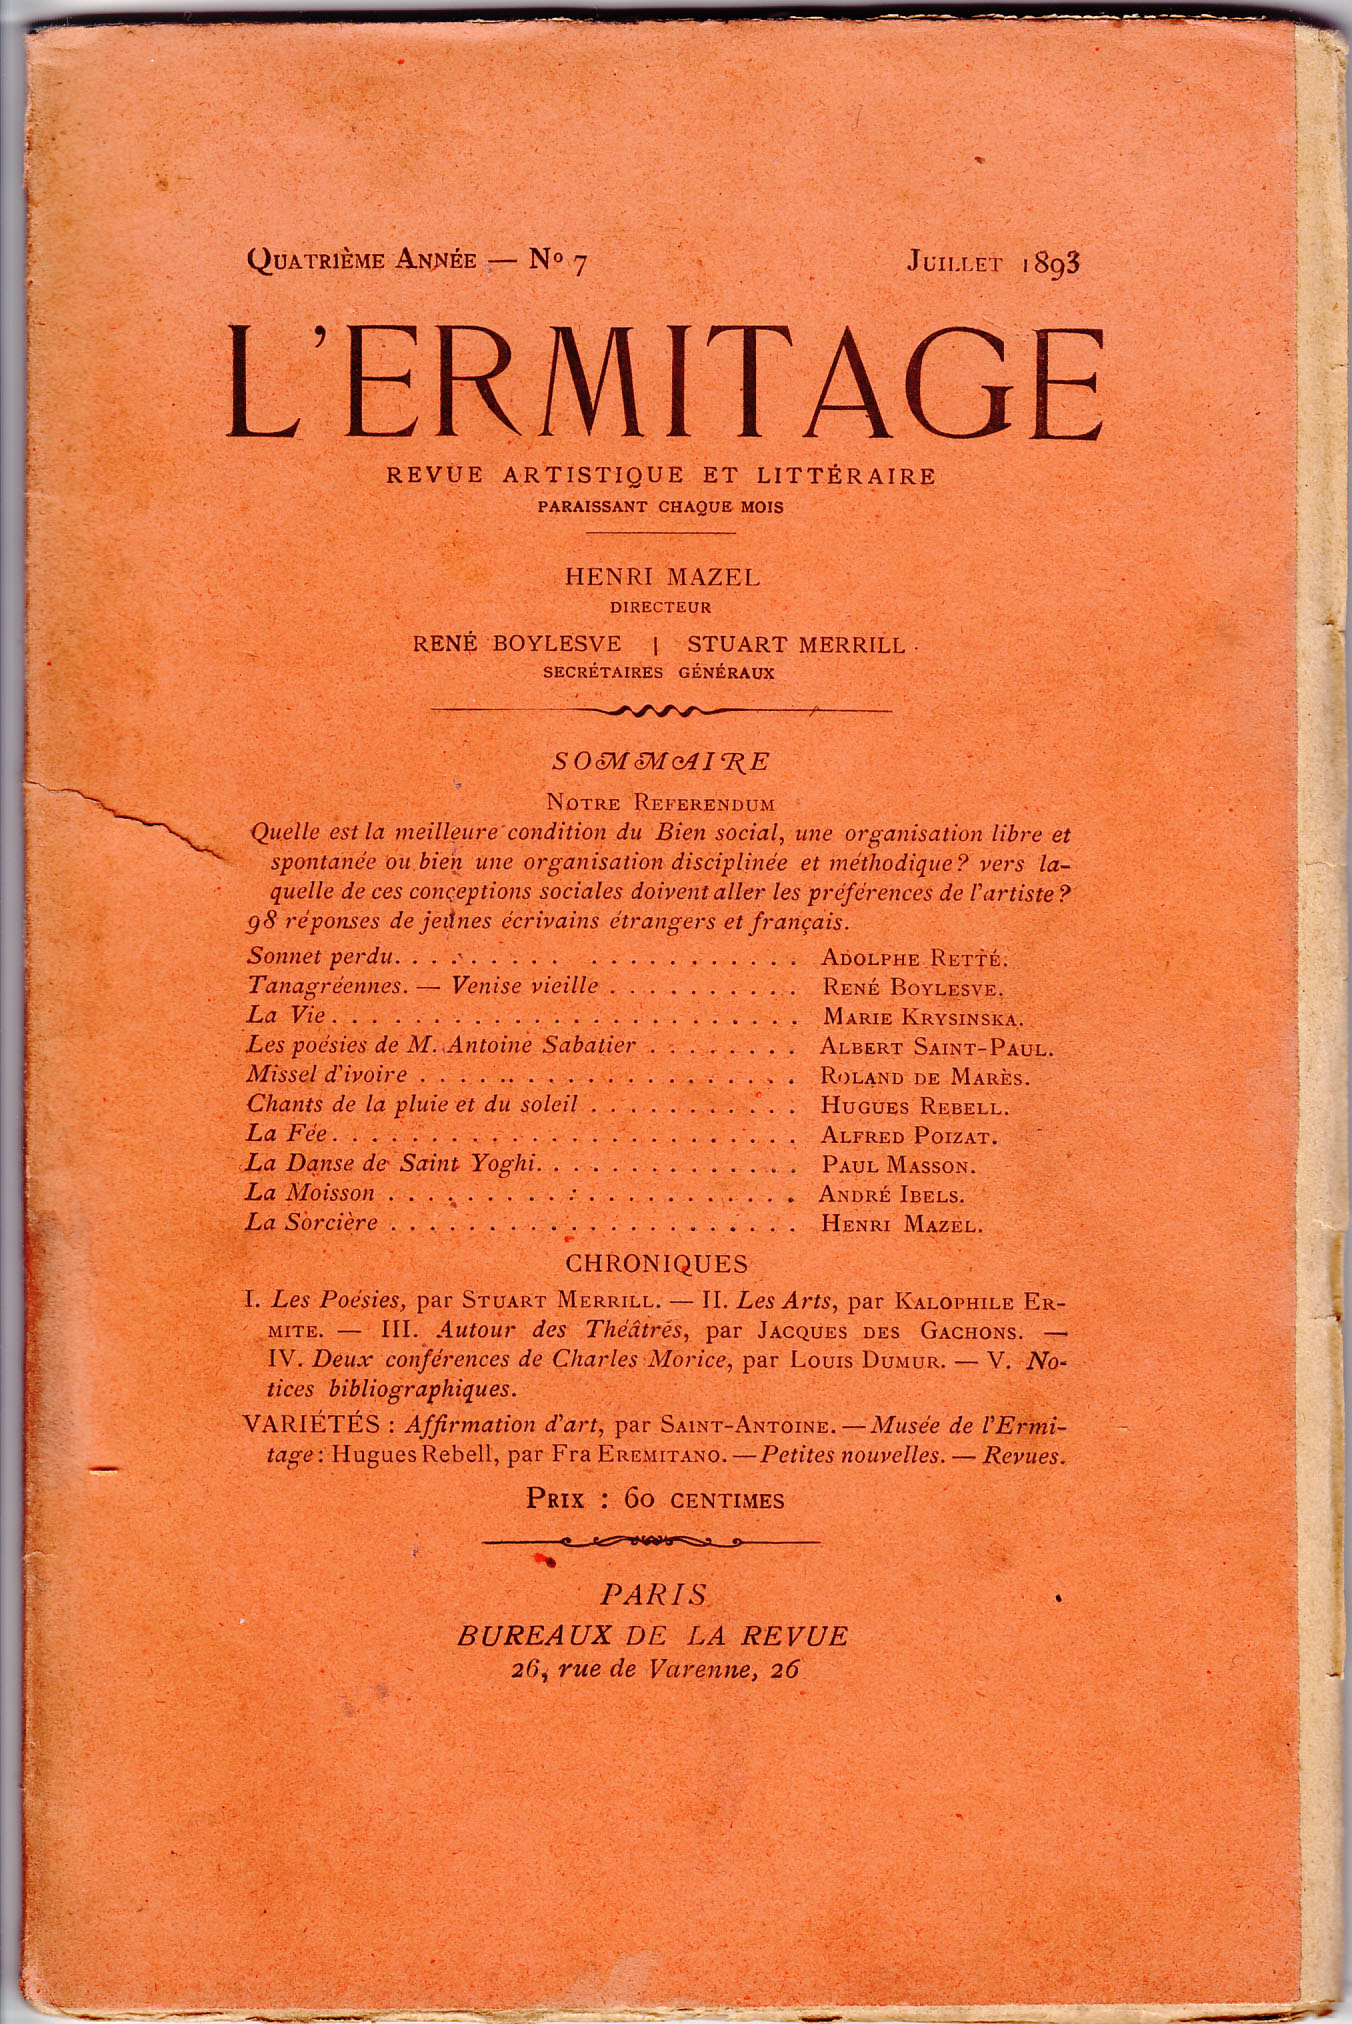 QUATRIÈME ANNÉE — Nº 7 JUILLET 1893
L'ERMITAGE
REVUE ARTISTIQUE ET LITTÉRAIRE
PARAISSANT CHAQUE MOIS
HENRI MAZEL
DIRECTEUR
RENÉ BOYLESVE | STUART MERRILL
SECRÉTAIRES GÉNÉRAUX
SOMMAIRE
NOTRE REFERENDUM
Quelle est la meilleure condition du Bien social, une organisation libre et
spontanée ou bien une organisation disciplinée et méthodique? vers la-
quelle de ces conceptions sociales doivent aller les préférences de l'artiste?
98 réponses de jeunes écrivains étrangers et français.
Sonnet perdu. . . . . . . . . . . . . . . . . . . . ADOLPHE RETTÉ.
Tanagréennes. — Venise vieille . . . . . . . . . . RENÉ BOYLESVE.
La Vie . . . . . . . . . . . . . . . . . . . . . . . MARIE KRYSINSKA.
Les poésies de M. Antoine Sabatier . . . . . . . . ALBERT SAINT-PAUL.
Missel d'ivoire . . . . . . . . . . . . . . . . . . . ROLAND DE MARÈS.
Chants de la pluie et du soleil . . . . . . . . . . . HUGUES REBELL.
La Fée . . . . . . . . . . . . . . . . . . . . . . . ALFRED POIZAT.
La Danse de Saint Yoghi. . . . . . . . . . . . . . PAUL MASSON.
La Moisson . . . . . . . . . . . . . . . . . . . . . ANDRÉ IBELS.
La Sorcière . . . . . . . . . . . . . . . . . . . . . HENRI MAZEL.
CHRONIQUES
I. Les Poésies, par STUART MERRILL. — II. Les Arts, par KALOPHILE ER-
MITE. — III. Autour des Théâtres, par JACQUES DES GACHONS. —
IV. Deux conférences de Charles Morice, par LOUIS DUMUR. — V. No-
tices bibliographiques.
VARIÉTÉS : Affirmation d'art, par SAINT-ANTOINE. — Musée de l'Ermi-
tage : Hugues Rebell, par Fra EREMITANO. — Petites nouvelles. — Revues.
PRIX : 60 CENTIMES
PARIS
BUREAUX DE LA REVUE
26, rue de Varenne, 26